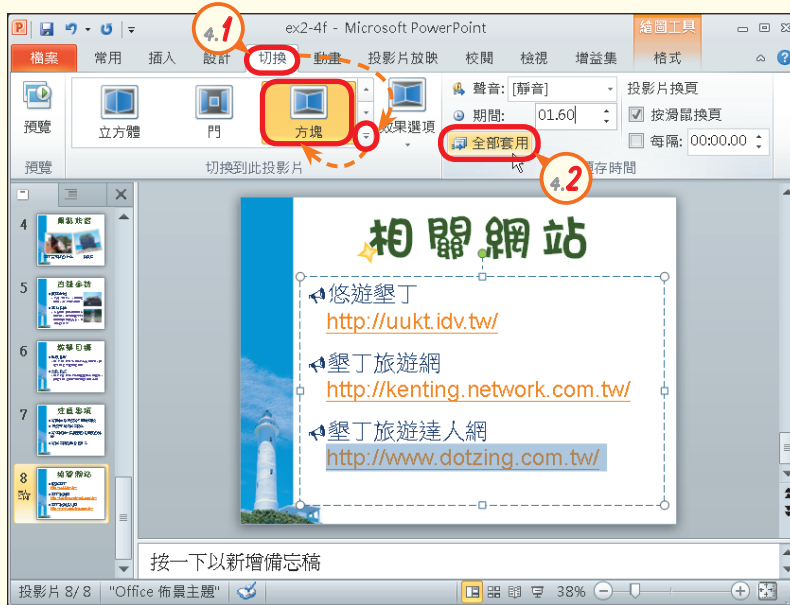 ex2-4f - Microsoft PowerPoint
繪圖工具
4.1
檔案 常用 插入 設計 切換 動畫 投影片放映 校閱 檢視 增益集 格式
預覽
立方體 門 方塊
效果選項
聲音: [靜音]
期間: 01.60
全部套用
投影片換頁
按滑鼠換頁
每隔: 00:00.00
預覽 切換到此投影片
4.2
預存時間
4
5
6
7
8
相關網站
悠遊墾丁
http://uukt.idv.tw/
墾丁旅遊網
http://kenting.network.com.tw/
墾丁旅遊達人網
http://www.dotzing.com.tw/
按一下以新增備忘稿
投影片 8/8 "Office 佈景主題" 38%